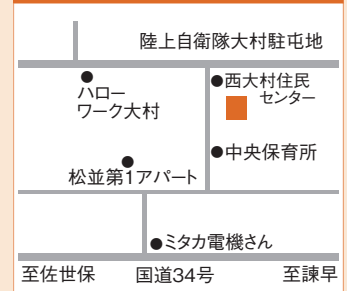 陸上自衛隊大村駐屯地
ハロー
ワーク大村
西大村住民
センター
中央保育所
松並第1アパート
ミタカ電機さん
至佐世保 国道34号 至諫早